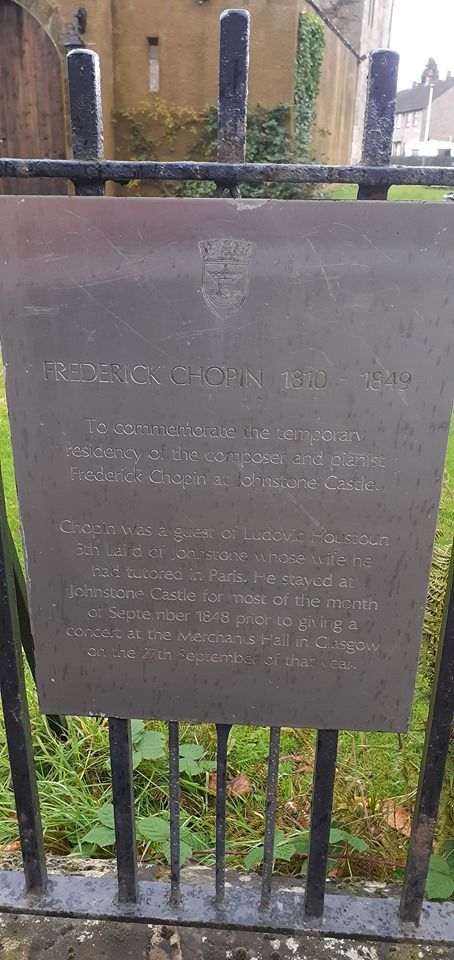 FREDERICK CHOPIN 1810 - 1849
To commemorate the temporary
residency of the composer and pianist
Frederick Chopin at Johnstone Castle.
Chopin was a guest of Ludovic Houstoun
5th Laird of Johnstone whose wife he
had tutored in Paris. He stayed at
Johnstone Castle for most of the month
of September 1848 prior to giving a
concert at the Merchants Hall in Glasgow
on the 27th September of that year.